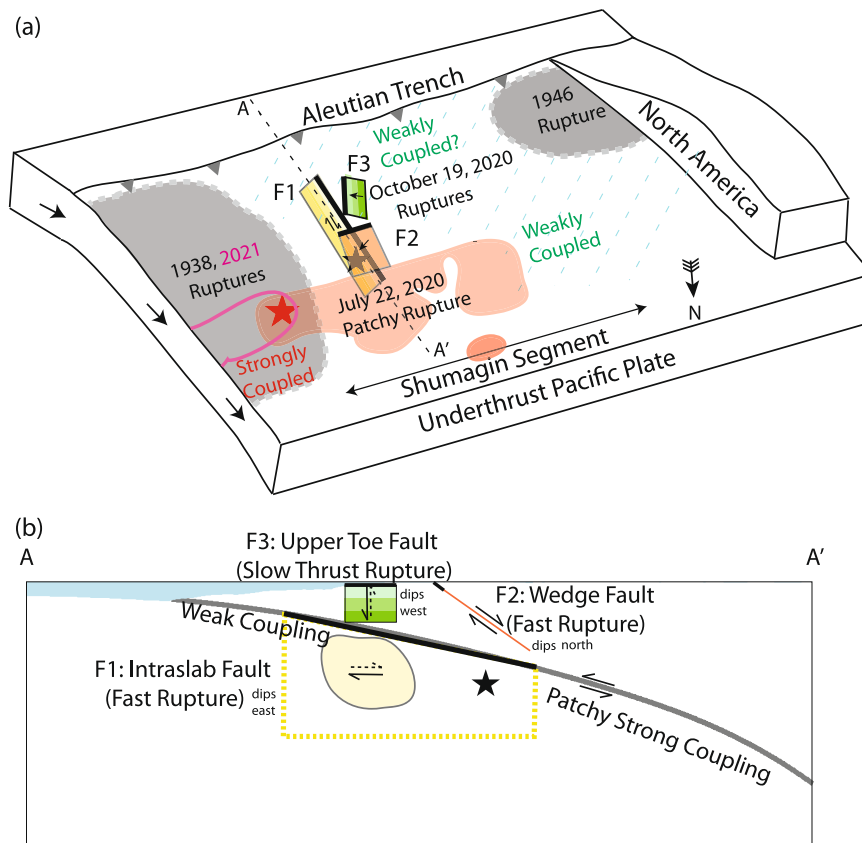 (a)
A
Aleutian Trench
1946
Rupture
North America
Weakly
Coupled?
F3
October 19, 2020
Ruptures
F1
F2
Weakly
Coupled
1938, 2021
Ruptures
July 22, 2020
Patchy Rupture
Strongly
Coupled
A'
N
Shumagin Segment
Underthrust Pacific Plate
(b)
A
A'
F3: Upper Toe Fault
(Slow Thrust Rupture)
dips
west
F2: Wedge Fault
(Fast Rupture)
dips north
Weak Coupling
F1: Intraslab Fault
(Fast Rupture)
dips
east
Patchy Strong Coupling